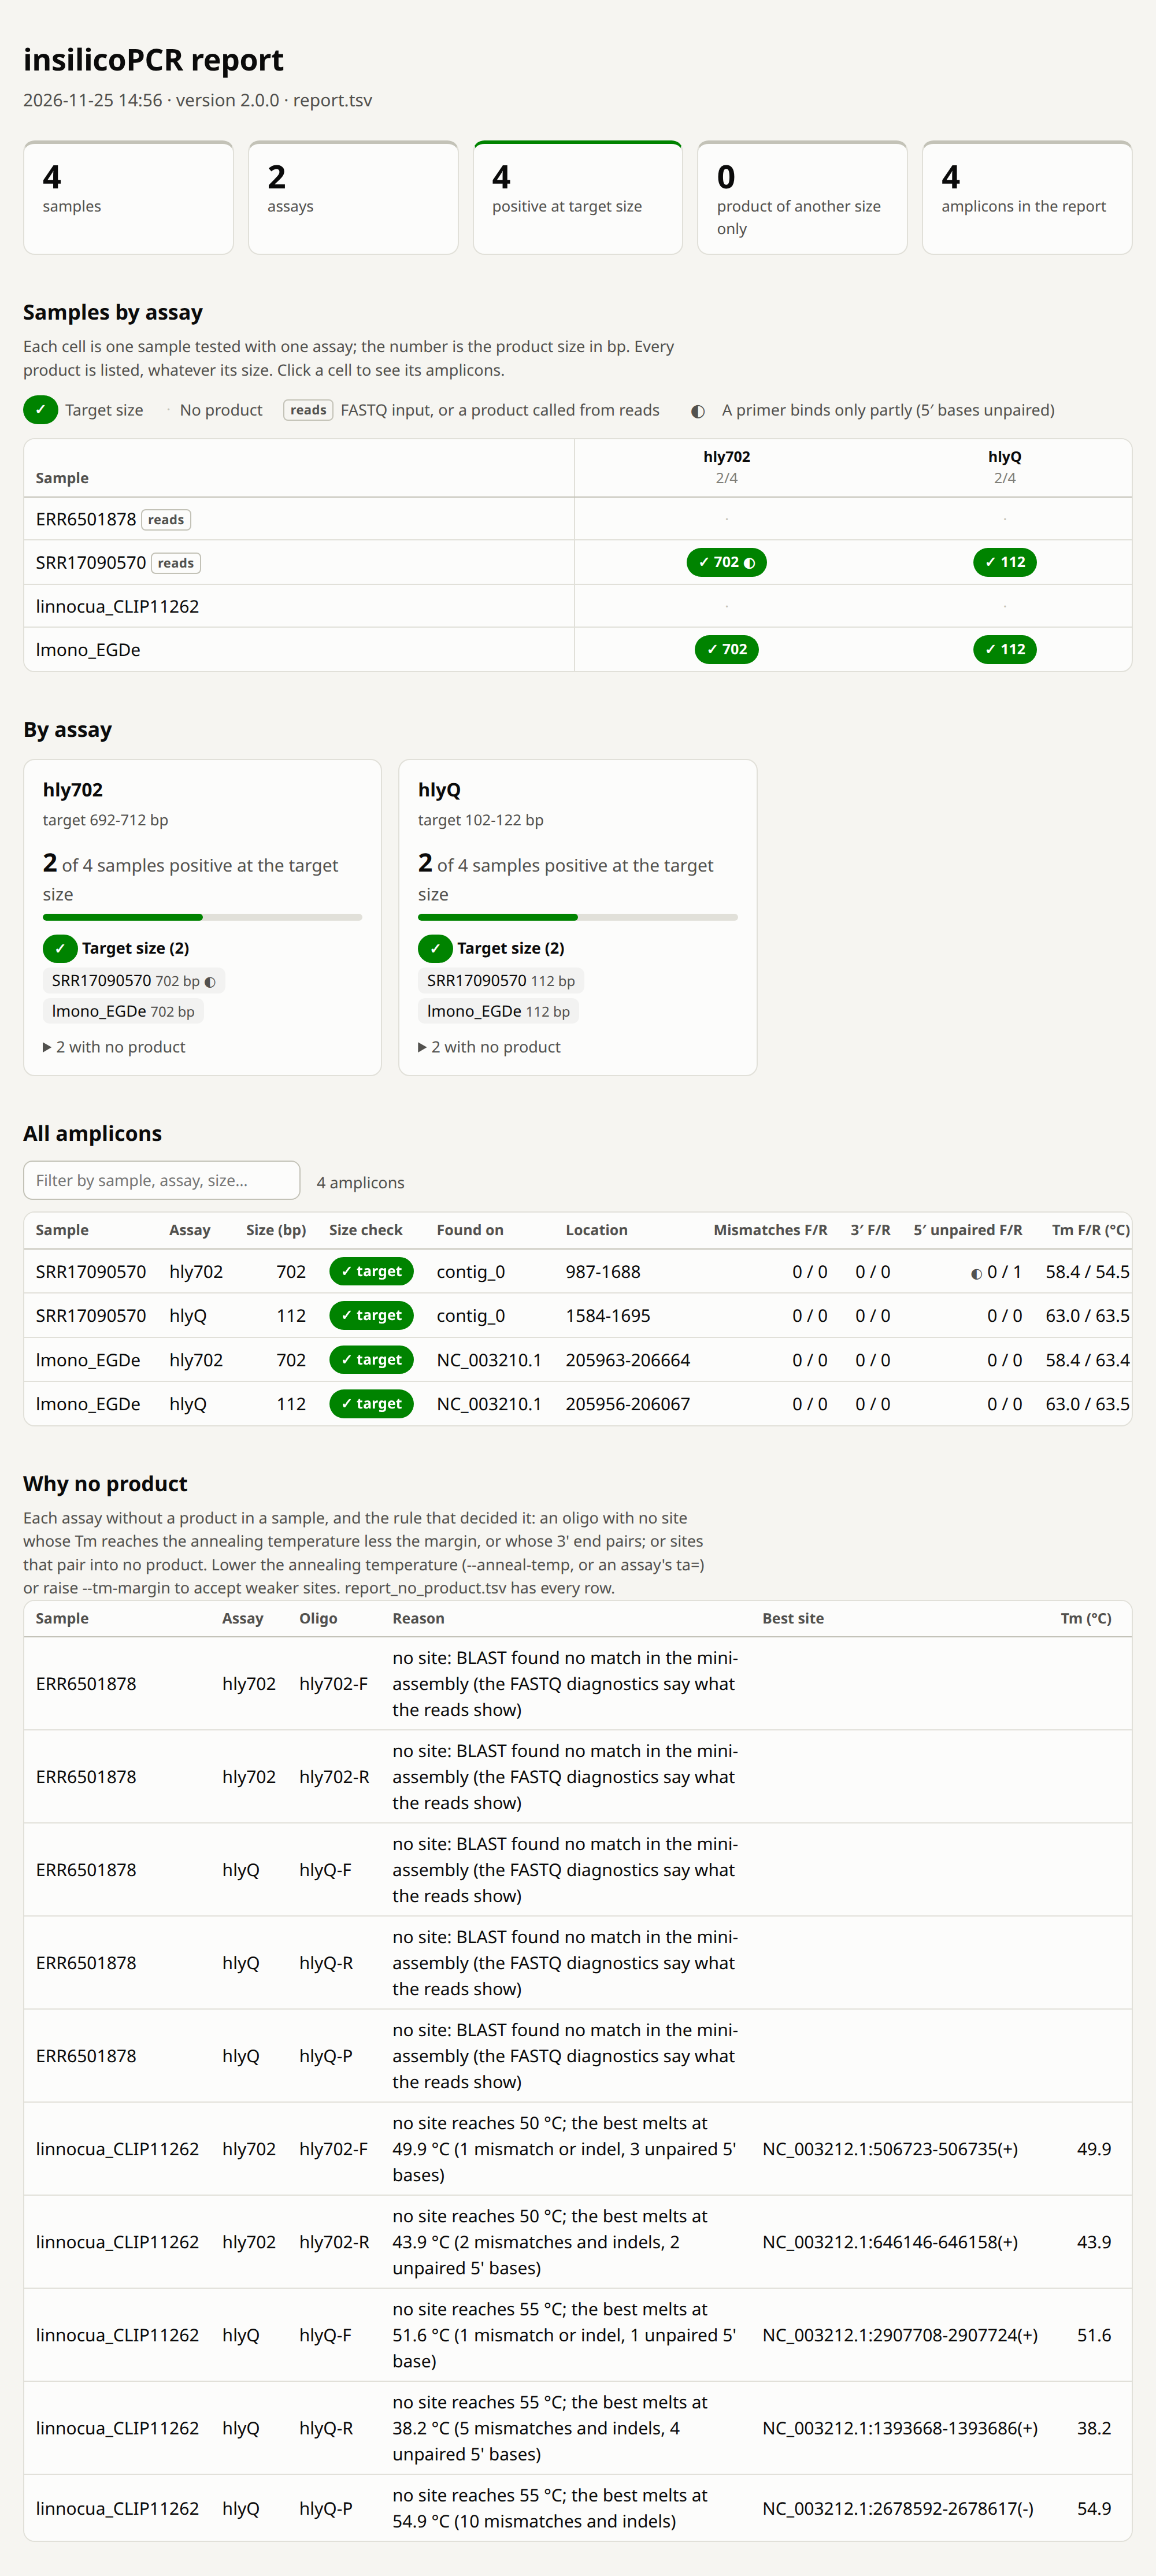 insilicoPCR report
2026-11-25 14:56 · version 2.0.0 · report.tsv
4
samples
2
assays
4
positive at target size
0
product of another size
only
4
amplicons in the report
Samples by assay
Each cell is one sample tested with one assay; the number is the product size in bp. Every
product is listed, whatever its size. Click a cell to see its amplicons.
✓ Target size · No product reads FASTQ input, or a product called from reads ◐ A primer binds only partly (5′ bases unpaired)
Sample hly702 2/4 hlyQ 2/4
ERR6501878 reads · ·
SRR17090570 reads ✓ 702 ◐ ✓ 112
linnocua_CLIP11262 · ·
lmono_EGDe ✓ 702 ✓ 112
By assay
hly702
target 692-712 bp
2 of 4 samples positive at the target
size
✓ Target size (2)
SRR17090570 702 bp ◐
lmono_EGDe 702 bp
▶ 2 with no product
hlyQ
target 102-122 bp
2 of 4 samples positive at the target
size
✓ Target size (2)
SRR17090570 112 bp
lmono_EGDe 112 bp
▶ 2 with no product
All amplicons
Filter by sample, assay, size… 4 amplicons
Sample Assay Size (bp) Size check Found on Location Mismatches F/R 3′ F/R 5′ unpaired F/R Tm F/R (°C)
SRR17090570 hly702 702 ✓ target contig_0 987-1688 0 / 0 0 / 0 ◐ 0 / 1 58.4 / 54.5
SRR17090570 hlyQ 112 ✓ target contig_0 1584-1695 0 / 0 0 / 0 0 / 0 63.0 / 63.5
lmono_EGDe hly702 702 ✓ target NC_003210.1 205963-206664 0 / 0 0 / 0 0 / 0 58.4 / 63.4
lmono_EGDe hlyQ 112 ✓ target NC_003210.1 205956-206067 0 / 0 0 / 0 0 / 0 63.0 / 63.5
Why no product
Each assay without a product in a sample, and the rule that decided it: an oligo with no site
whose Tm reaches the annealing temperature less the margin, or whose 3' end pairs; or sites
that pair into no product. Lower the annealing temperature (--anneal-temp, or an assay's ta=)
or raise --tm-margin to accept weaker sites. report_no_product.tsv has every row.
Sample Assay Oligo Reason Best site Tm (°C)
ERR6501878 hly702 hly702-F no site: BLAST found no match in the mini-
assembly (the FASTQ diagnostics say what
the reads show)
ERR6501878 hly702 hly702-R no site: BLAST found no match in the mini-
assembly (the FASTQ diagnostics say what
the reads show)
ERR6501878 hlyQ hlyQ-F no site: BLAST found no match in the mini-
assembly (the FASTQ diagnostics say what
the reads show)
ERR6501878 hlyQ hlyQ-R no site: BLAST found no match in the mini-
assembly (the FASTQ diagnostics say what
the reads show)
ERR6501878 hlyQ hlyQ-P no site: BLAST found no match in the mini-
assembly (the FASTQ diagnostics say what
the reads show)
linnocua_CLIP11262 hly702 hly702-F no site reaches 50 °C; the best melts at
49.9 °C (1 mismatch or indel, 3 unpaired 5'
bases) NC_003212.1:506723-506735(+) 49.9
linnocua_CLIP11262 hly702 hly702-R no site reaches 50 °C; the best melts at
43.9 °C (2 mismatches and indels, 2
unpaired 5' bases) NC_003212.1:646146-646158(+) 43.9
linnocua_CLIP11262 hlyQ hlyQ-F no site reaches 55 °C; the best melts at
51.6 °C (1 mismatch or indel, 1 unpaired 5'
base) NC_003212.1:2907708-2907724(+) 51.6
linnocua_CLIP11262 hlyQ hlyQ-R no site reaches 55 °C; the best melts at
38.2 °C (5 mismatches and indels, 4
unpaired 5' bases) NC_003212.1:1393668-1393686(+) 38.2
linnocua_CLIP11262 hlyQ hlyQ-P no site reaches 55 °C; the best melts at
54.9 °C (10 mismatches and indels) NC_003212.1:2678592-2678617(-) 54.9